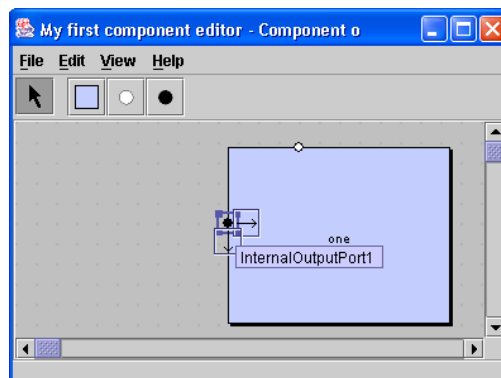 My first component editor - Component o
File Edit View Help
one
InternalOutputPort1